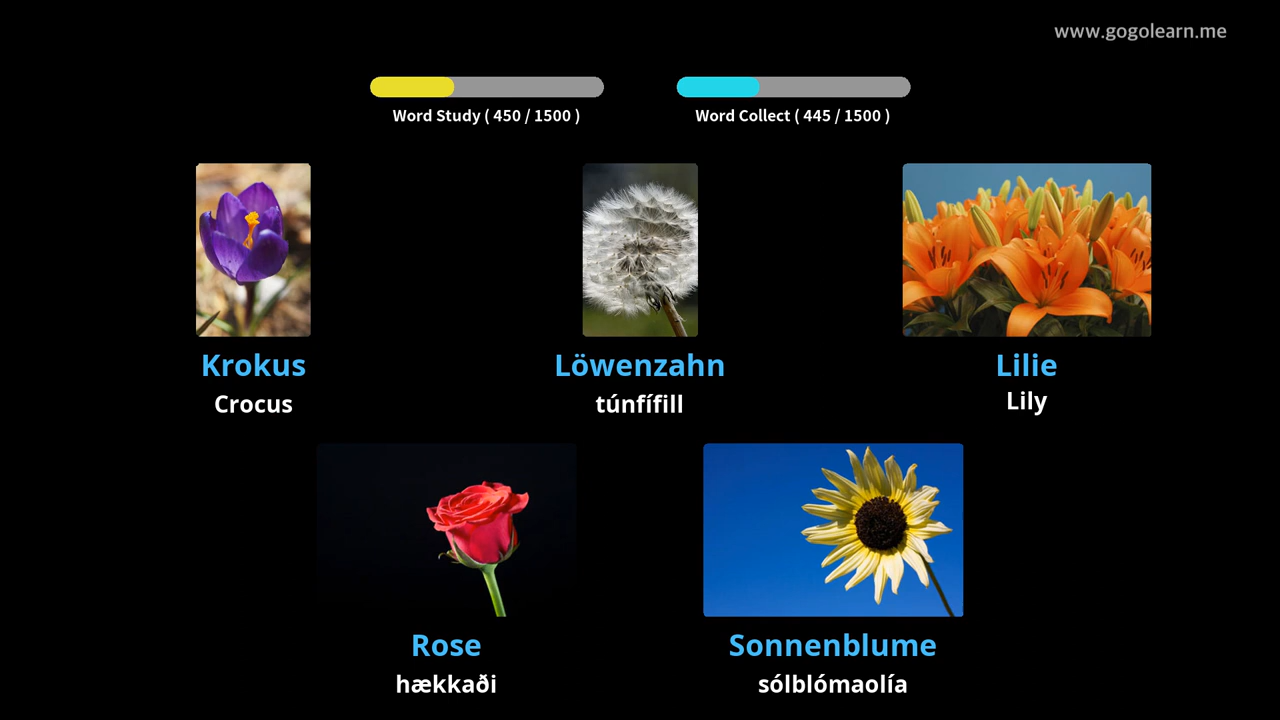 www.gogolearn.me
Word Study ( 450 / 1500 )
Word Collect ( 445 / 1500 )
Krokus
Crocus
Löwenzahn
túnfífill
Lilie
Lily
Rose
hækkaði
Sonnenblume
sólblómaolía